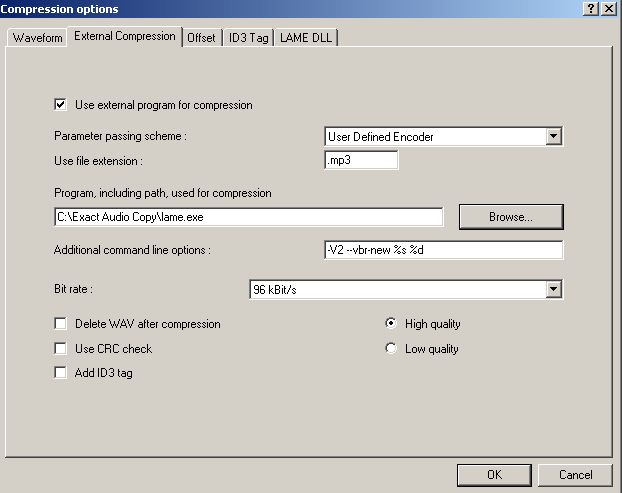 Compression options
Waveform External Compression Offset ID3 Tag LAME DLL
Use external program for compression
Parameter passing scheme : User Defined Encoder
Use file extension : .mp3
Program, including path, used for compression
C:\Exact Audio Copy\lame.exe Browse...
Additional command line options : -V2 --vbr-new %s %d
Bit rate : 96 kBit/s
Delete WAV after compression High quality
Use CRC check Low quality
Add ID3 tag
OK Cancel